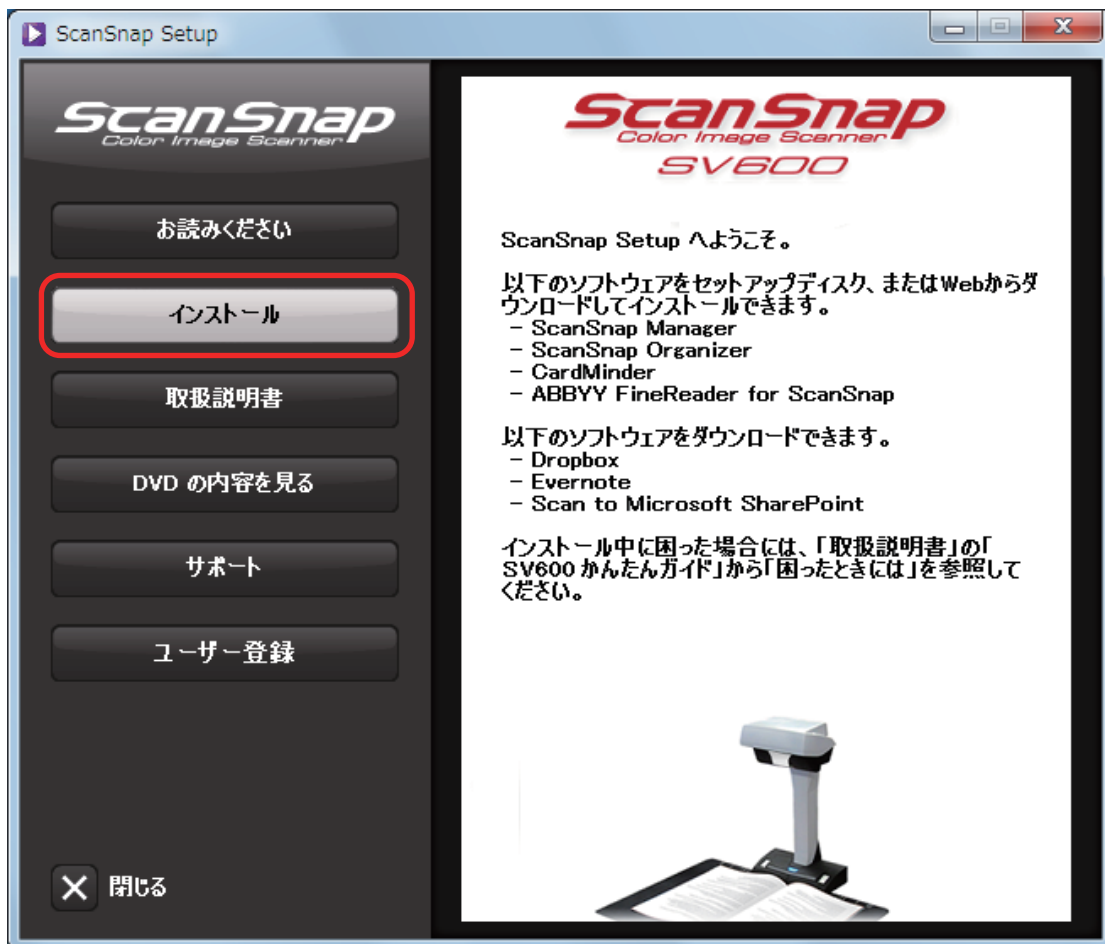 ScanSnap Setup
ScanSnap
Color Image Scanner
お読みください
インストール
取扱説明書
DVD の内容を見る
サポート
ユーザー登録
閉じる
ScanSnap
Color Image Scanner
SV600
ScanSnap Setup へようこそ。
以下のソフトウェアをセットアップディスク、またはWebからダ
ウンロードしてインストールできます。
- ScanSnap Manager
- ScanSnap Organizer
- CardMinder
- ABBYY FineReader for ScanSnap
以下のソフトウェアをダウンロードできます。
- Dropbox
- Evernote
- Scan to Microsoft SharePoint
インストール中に困った場合には、「取扱説明書」の「
SV600 かんたんガイド」から「困ったときには」を参照して
ください。